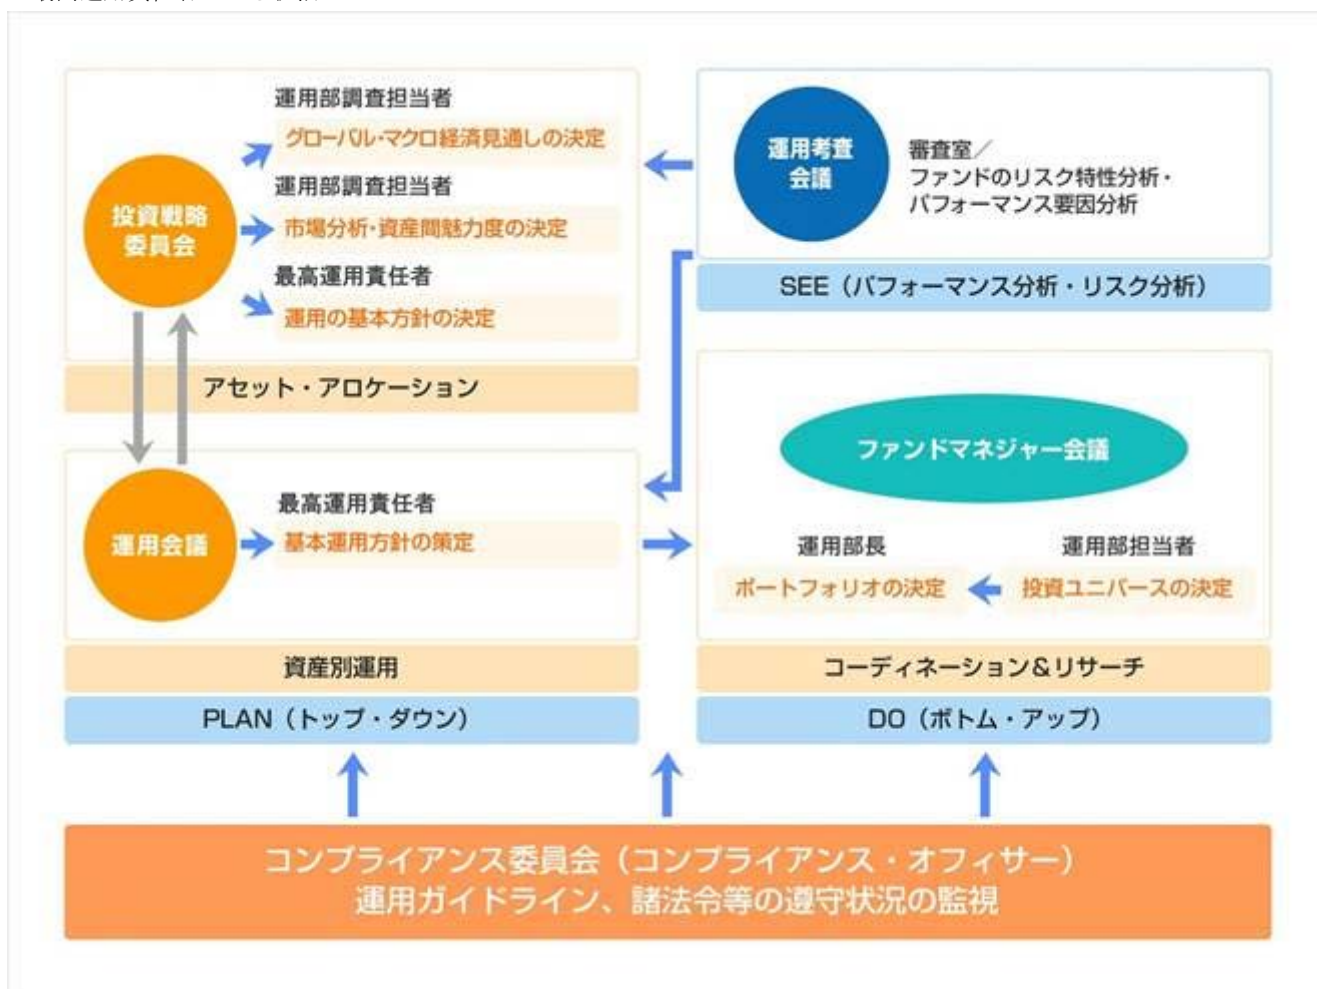 運用部調査担当者
グローバル・マクロ経済見通しの決定
運用部調査担当者
市場分析・資産間魅力度の決定
最高運用責任者
運用の基本方針の決定
投資戦略
委員会
アセット・アロケーション
運用会議
最高運用責任者
基本運用方針の策定
資産別運用
PLAN（トップ・ダウン）
運用考査
会議
審査室／
ファンドのリスク特性分析・
パフォーマンス要因分析
SEE（パフォーマンス分析・リスク分析）
ファンドマネジャー会議
運用部長
ポートフォリオの決定
運用部担当者
投資ユニバースの決定
コーディネーション＆リサーチ
DO（ボトム・アップ）
コンプライアンス委員会（コンプライアンス・オフィサー）
運用ガイドライン、諸法令等の遵守状況の監視